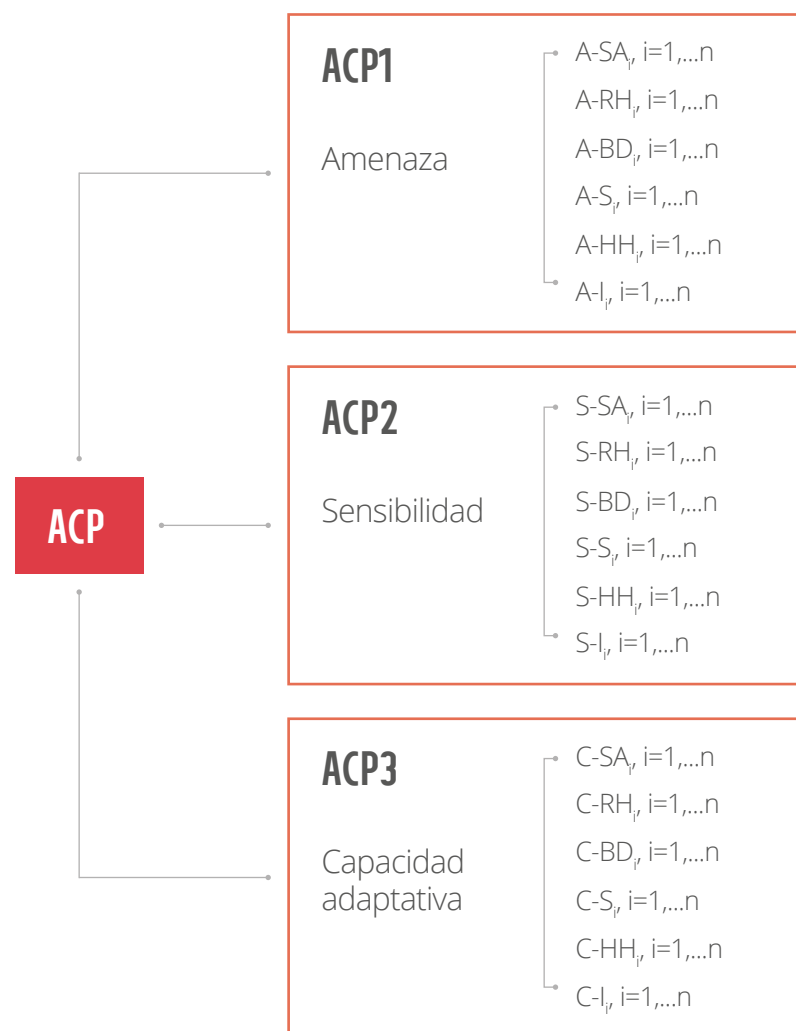 ACP
ACP1
Amenaza
A-SAᵢ, i=1,...n
A-RHᵢ, i=1,...n
A-BDᵢ, i=1,...n
A-Sᵢ, i=1,...n
A-HHᵢ, i=1,...n
A-Iᵢ, i=1,...n
ACP2
Sensibilidad
S-SAᵢ, i=1,...n
S-RHᵢ, i=1,...n
S-BDᵢ, i=1,...n
S-Sᵢ, i=1,...n
S-HHᵢ, i=1,...n
S-Iᵢ, i=1,...n
ACP3
Capacidad
adaptativa
C-SAᵢ, i=1,...n
C-RHᵢ, i=1,...n
C-BDᵢ, i=1,...n
C-Sᵢ, i=1,...n
C-HHᵢ, i=1,...n
C-Iᵢ, i=1,...n